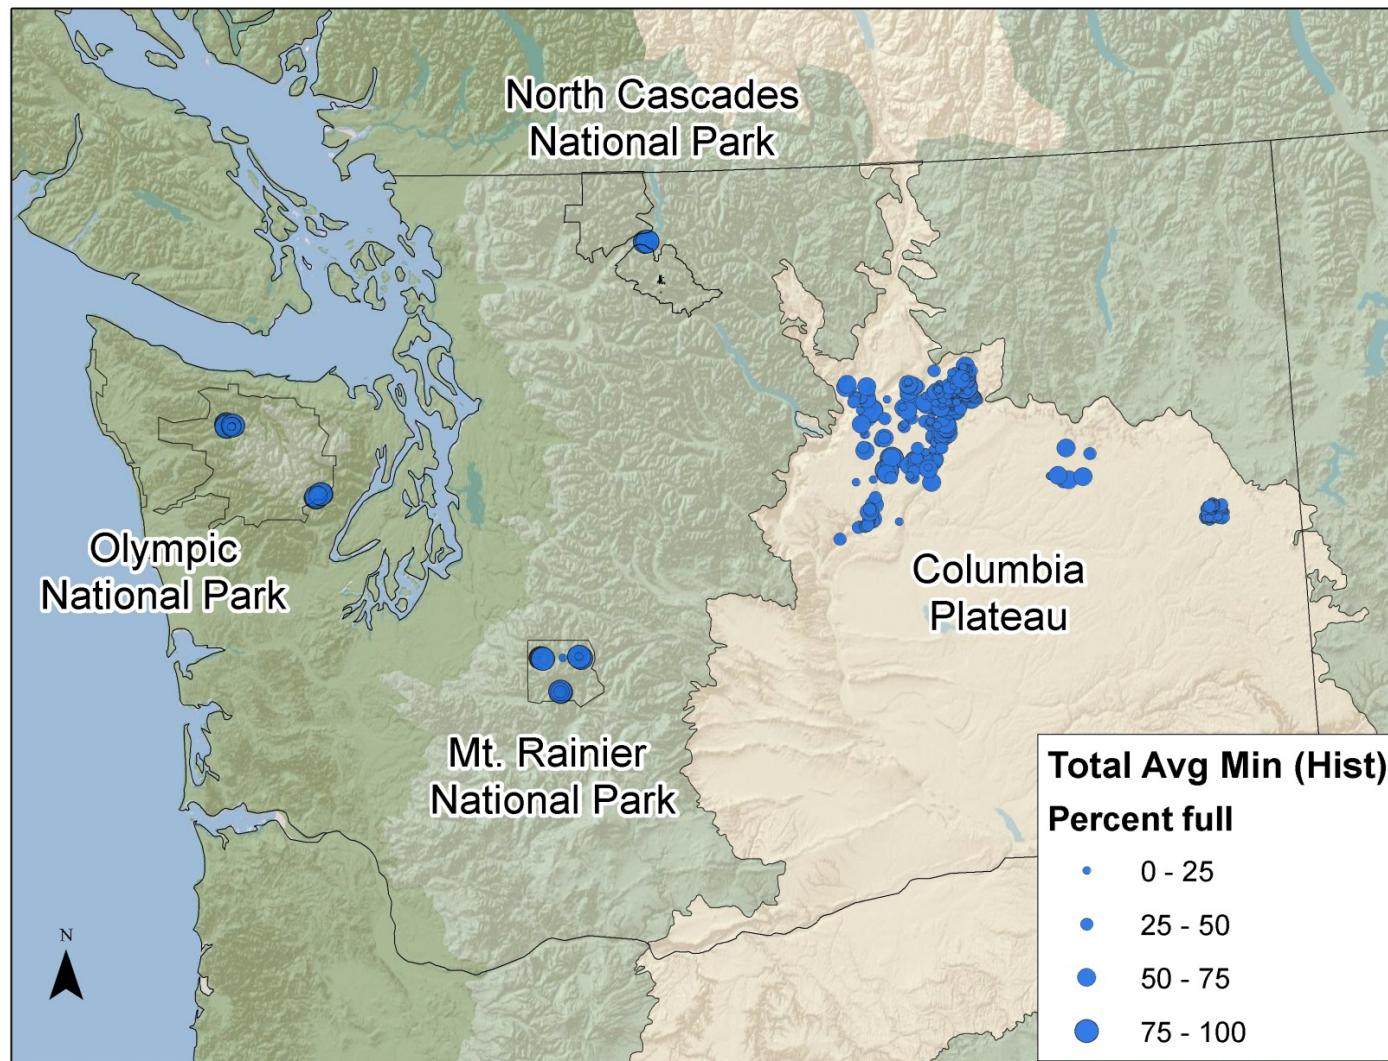 North Cascades
National Park
Olympic
National Park
Columbia
Plateau
Mt. Rainier
National Park
Total Avg Min (Hist)
Percent full
0 - 25
25 - 50
50 - 75
75 - 100
N